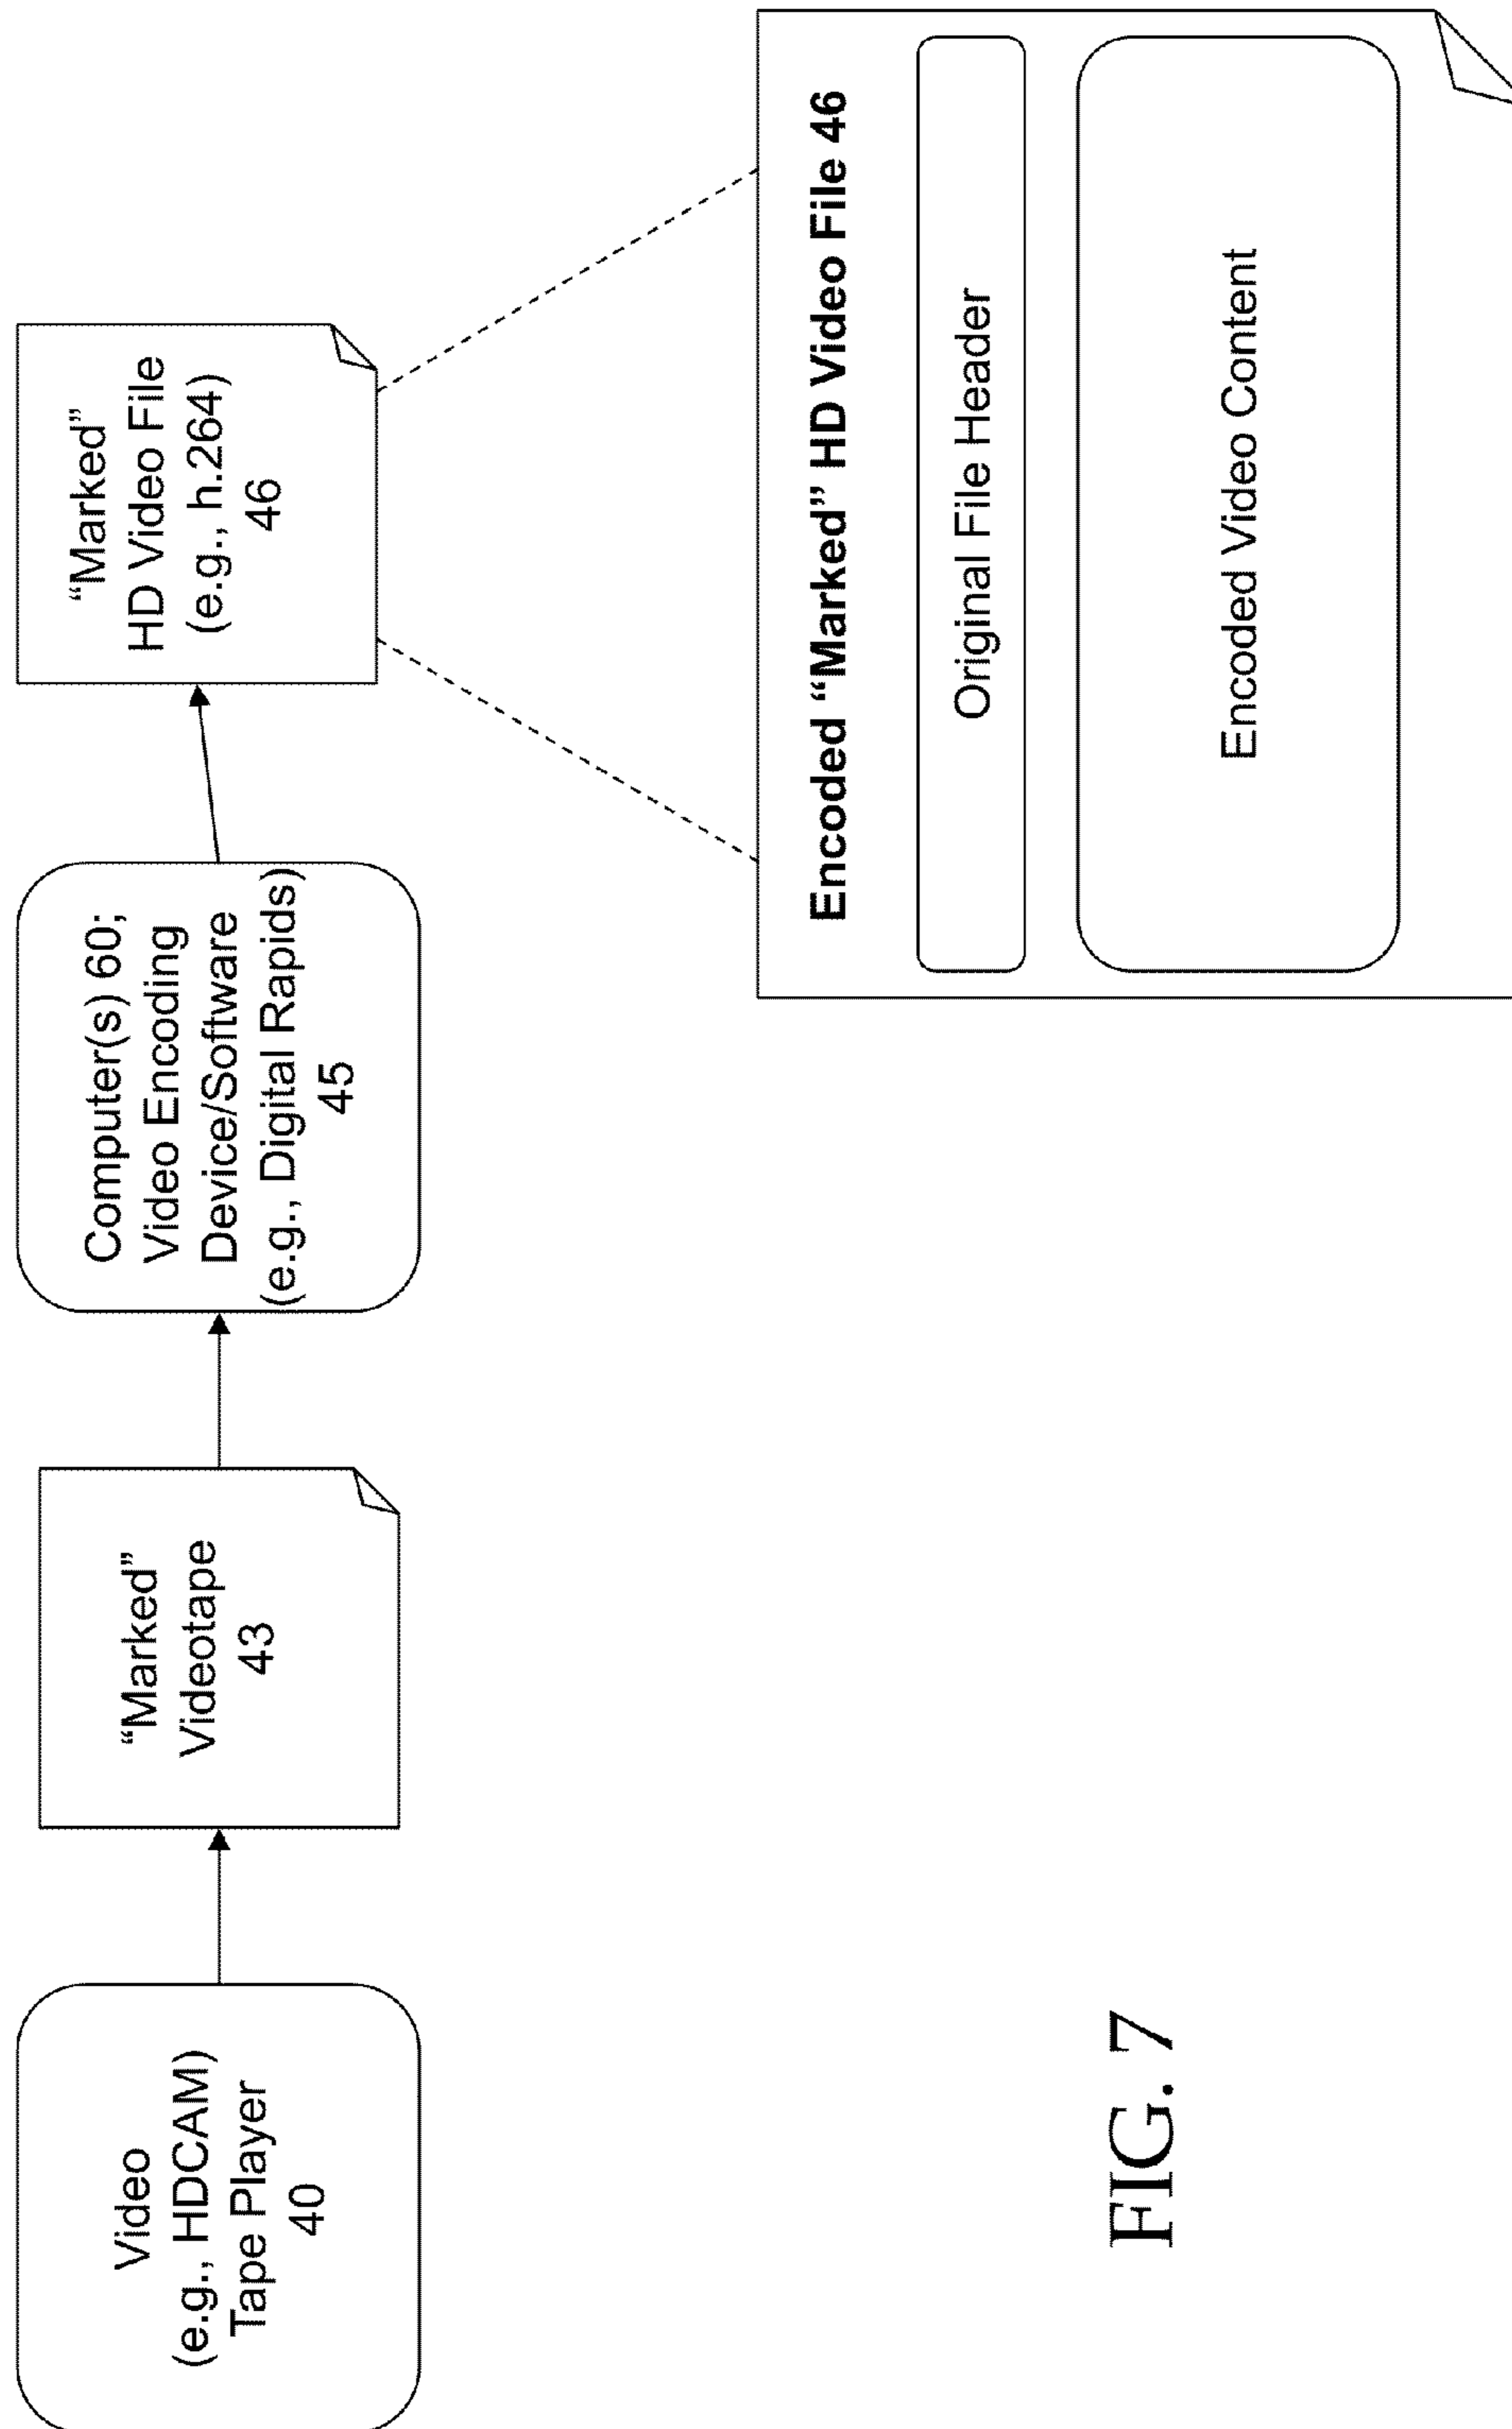 Video
(e.g., HDCAM)
Tape Player
40
“Marked”
Videotape
43
Computer(s) 60;
Video Encoding
Device/Software
(e.g., Digital Rapids)
45
“Marked”
HD Video File
(e.g., h.264)
46
Encoded “Marked” HD Video File 46
Original File Header
Encoded Video Content
FIG. 7